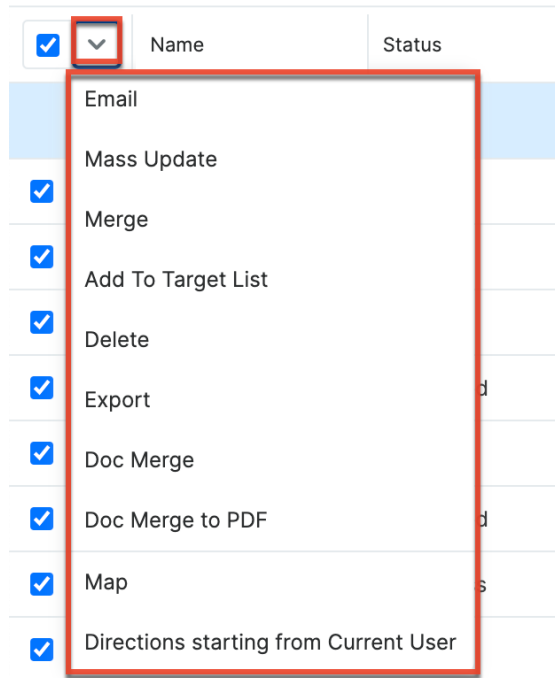 Name
Status
Email
Mass Update
Merge
Add To Target List
Delete
Export
d
Doc Merge
Doc Merge to PDF
d
Map
s
Directions starting from Current User